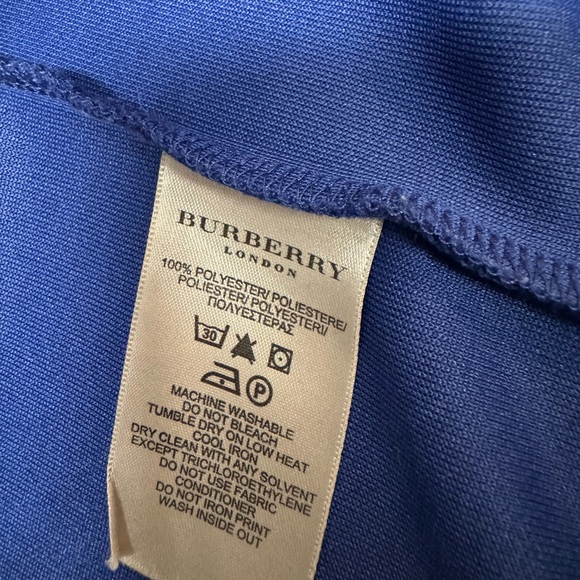 BURBERRY
LONDON
100% POLYESTER/ POLIESTERE/
POLIESTER/ POLYESTER/
ΠΟΛΥΕΣΤΕΡΑΣ
30
P
MACHINE WASHABLE
DO NOT BLEACH
TUMBLE DRY ON LOW HEAT
COOL IRON
DRY CLEAN WITH ANY SOLVENT
EXCEPT TRICHLOROETHYLENE
DO NOT USE FABRIC
CONDITIONER
DO NOT IRON PRINT
WASH INSIDE OUT